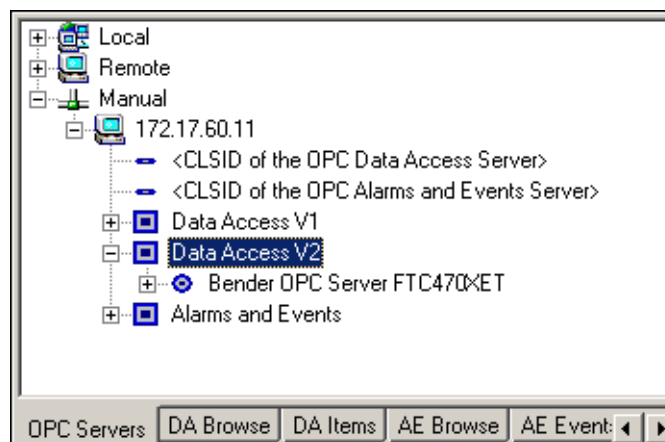 Local
Remote
Manual
172.17.60.11
<CLSID of the OPC Data Access Server>
<CLSID of the OPC Alarms and Events Server>
Data Access V1
Data Access V2
Bender OPC Server FTC470XET
Alarms and Events
OPC Servers DA Browse DA Items AE Browse AE Event